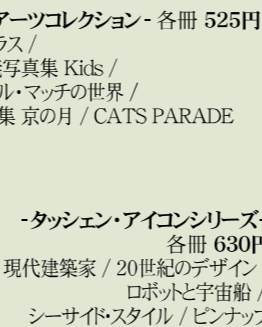 アーツコレクション - 各冊 525円
ラス /
写真集 Kids /
ル・マッチの世界 /
集 京の月 / CATS PARADE
-タッシェン・アイコンシリーズ-
各冊 630円
現代建築家 / 20世紀のデザイン
ロボットと宇宙船 /
シーサイド・スタイル / ピンナップ